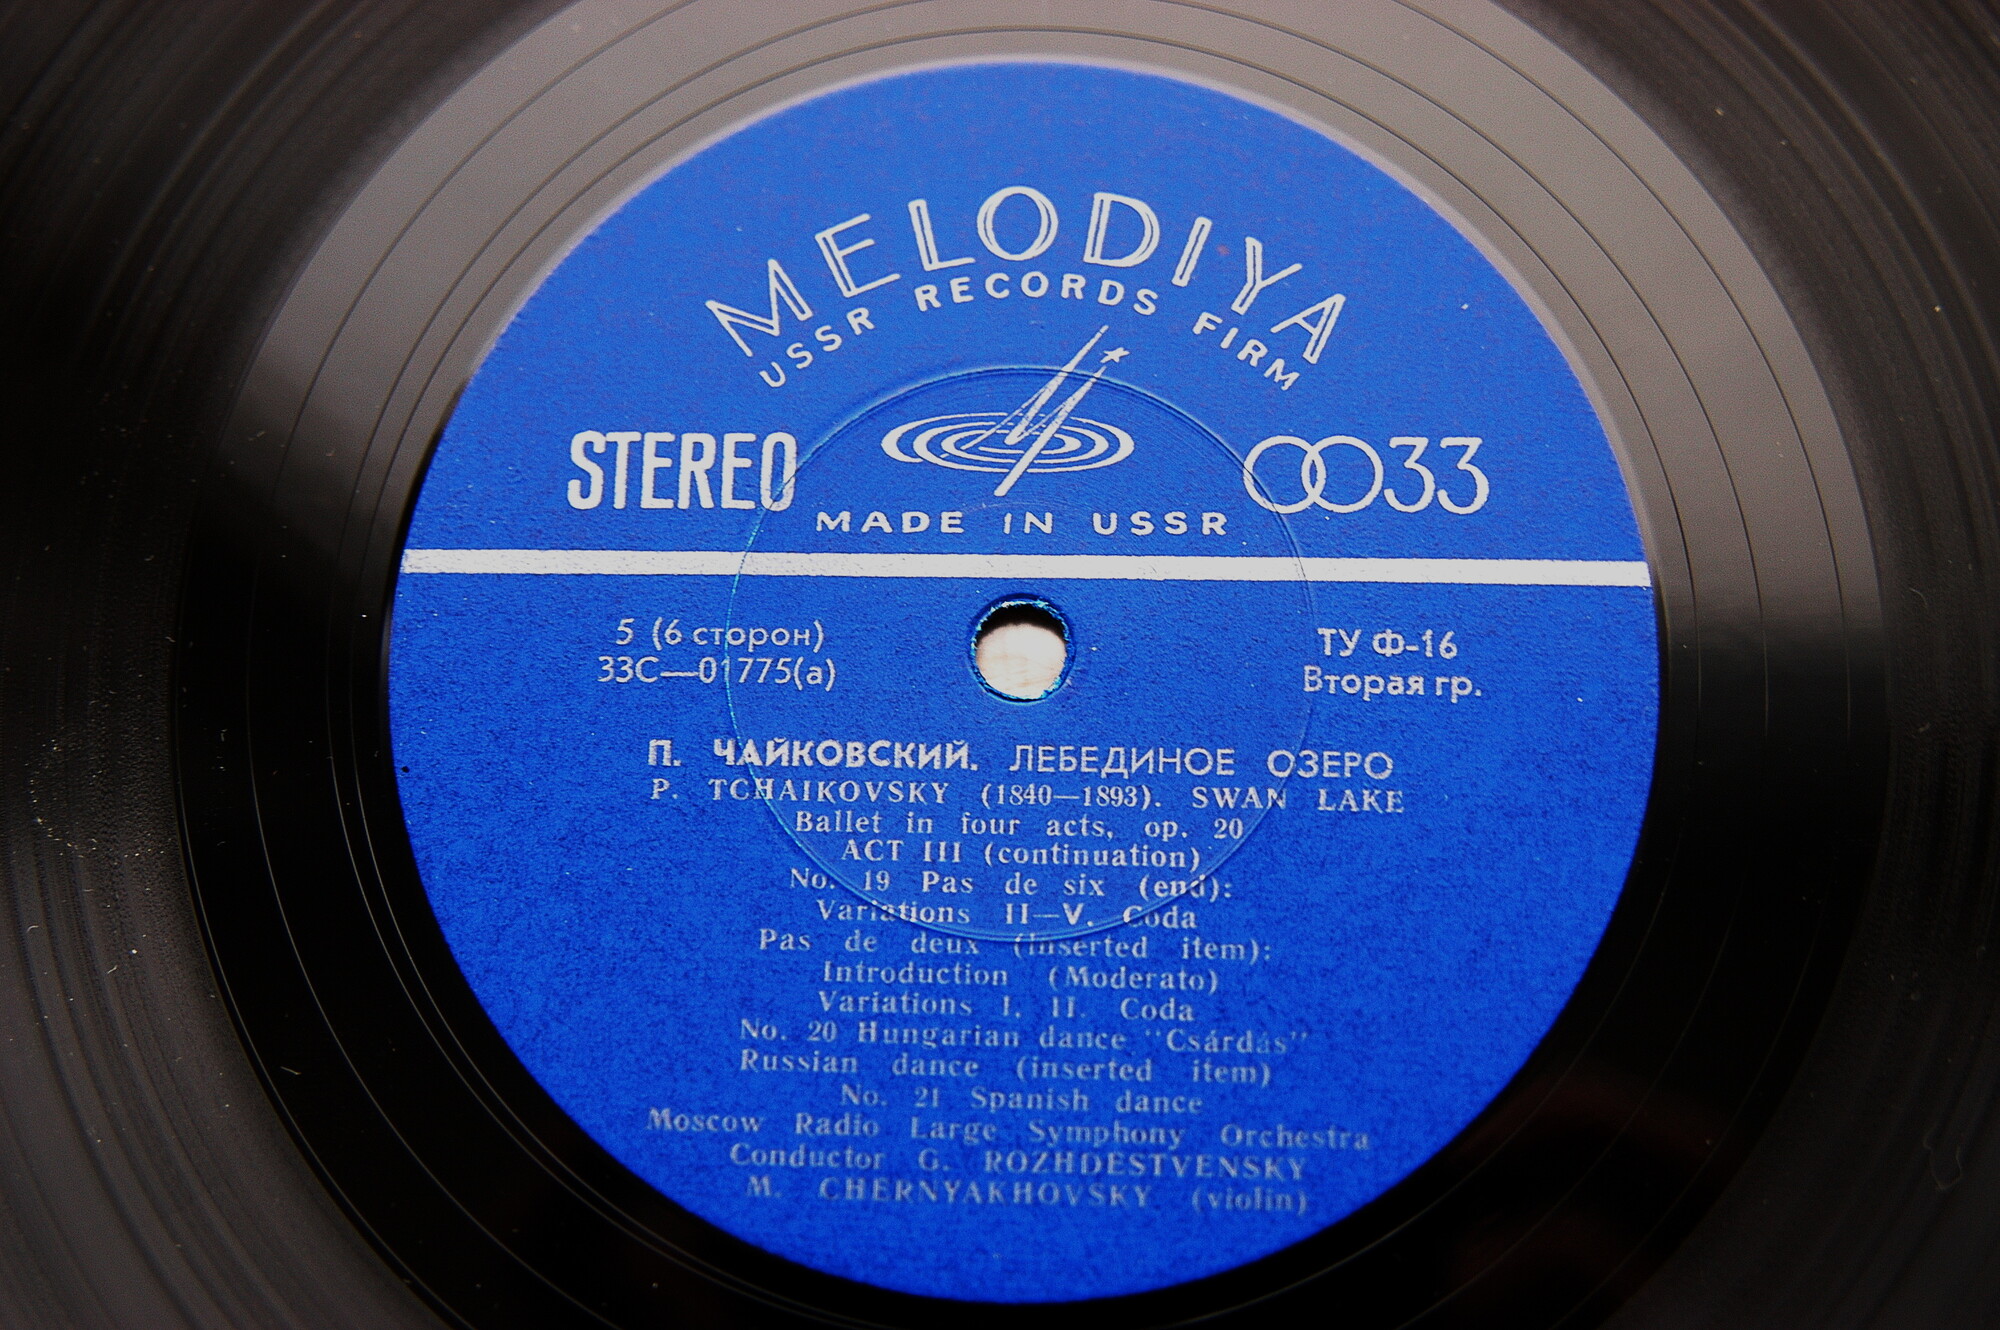 MELODIYA
USSR RECORDS FIRM
STEREO
33
MADE IN USSR
5 (6 сторон)
33С—01775(а)
ТУ Ф-16
Вторая гр.
П. ЧАЙКОВСКИЙ. ЛЕБЕДИНОЕ ОЗЕРО
P. TCHAIKOVSKY (1840—1893). SWAN LAKE
Ballet in four acts, op. 20
ACT III (continuation)
No. 19 Pas de six (end):
Variations II—V. Coda
Pas de deux (inserted item):
Introduction (Moderato)
Variations I, II. Coda
No. 20 Hungarian dance "Csárdás"
Russian dance (inserted item)
No. 21 Spanish dance
Moscow Radio Large Symphony Orchestra
Conductor G. ROZHDESTVENSKY
M. CHERNYAKHOVSKY (violin)